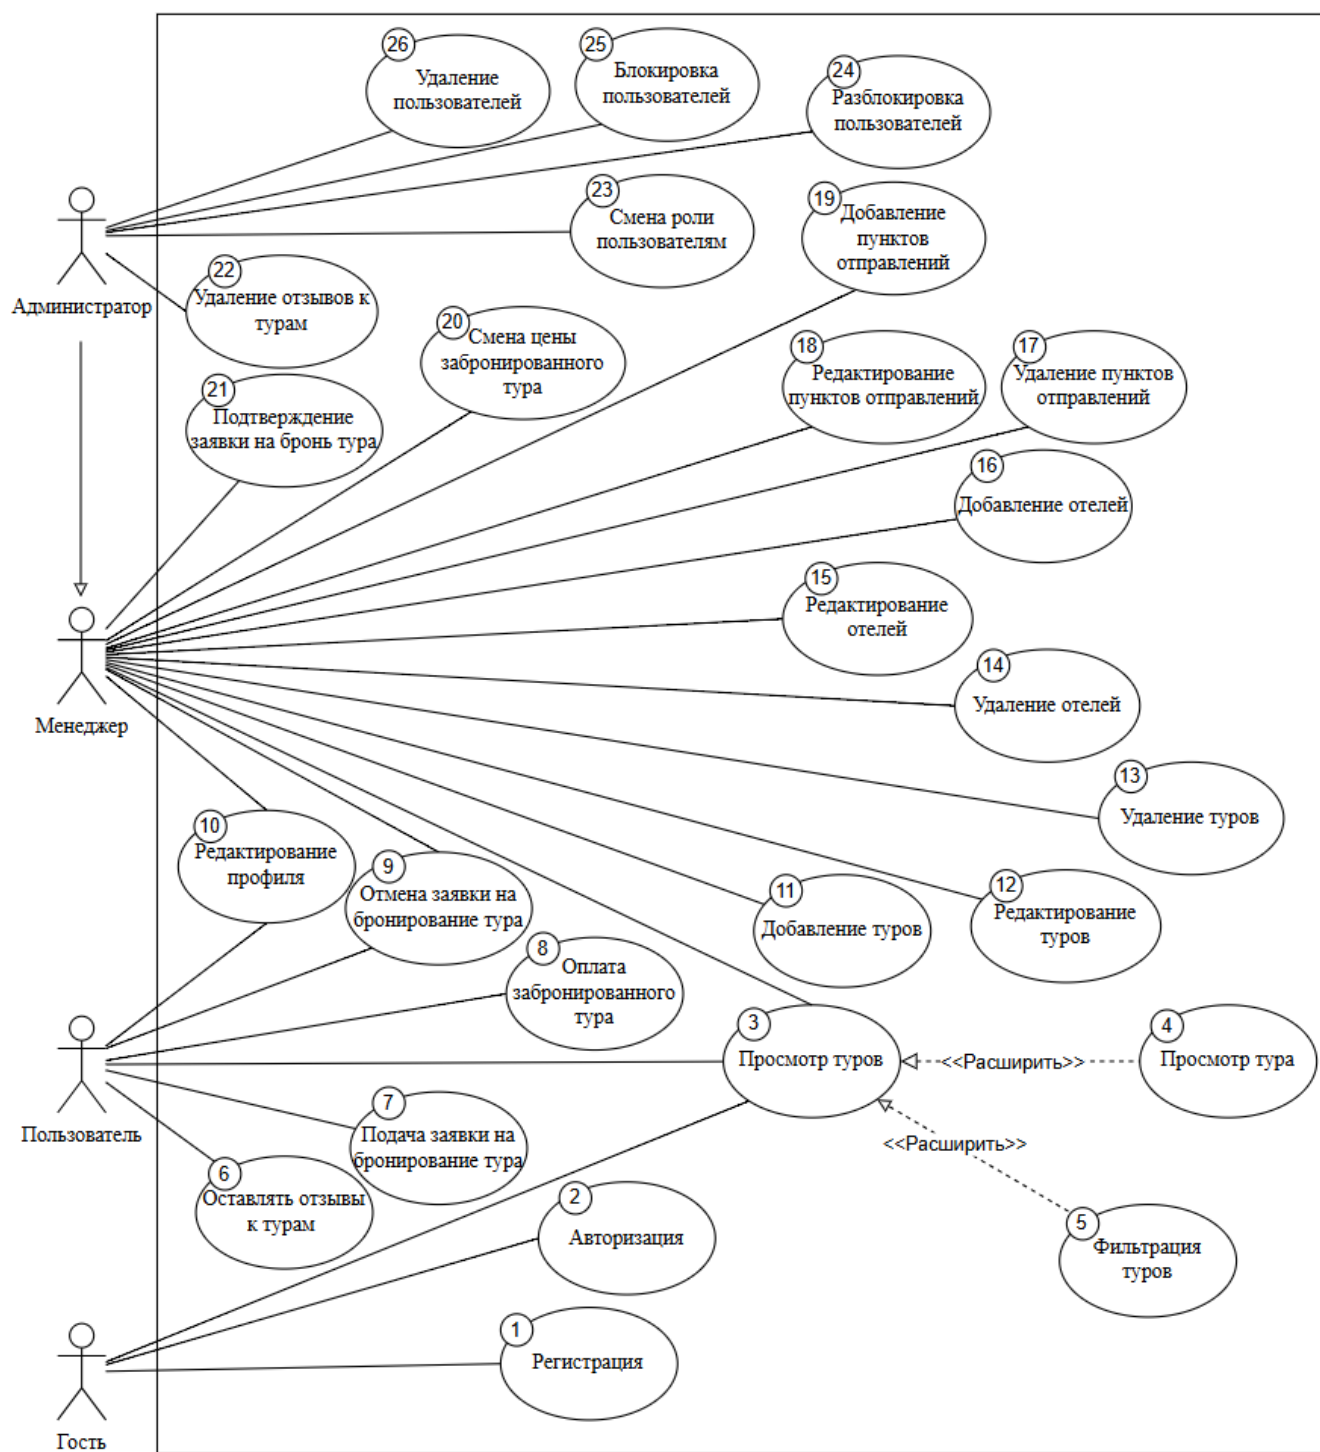 26
Удаление
пользователей
25
Блокировка
пользователей
24
Разблокировка
пользователей
23
Смена роли
пользователям
19
Добавление
пунктов
отправлений
Администратор
22
Удаление отзывов к
турам
20
Смена цены
забронированного
тура
18
Редактирование
пунктов отправлений
17
Удаление пунктов
отправлений
21
Подтверждение
заявки на бронь тура
16
Добавление отелей
15
Редактирование
отелей
14
Удаление отелей
Менеджер
13
Удаление туров
10
Редактирование
профиля
9
Отмена заявки на
бронирование тура
11
Добавление туров
12
Редактирование
туров
8
Оплата
забронированного
тура
3
Просмотр туров
<<Расширить>>
4
Просмотр тура
Пользователь
7
Подача заявки на
бронирование тура
<<Расширить>>
6
Оставлять отзывы
к турам
2
Авторизация
5
Фильтрация
туров
1
Регистрация
Гость